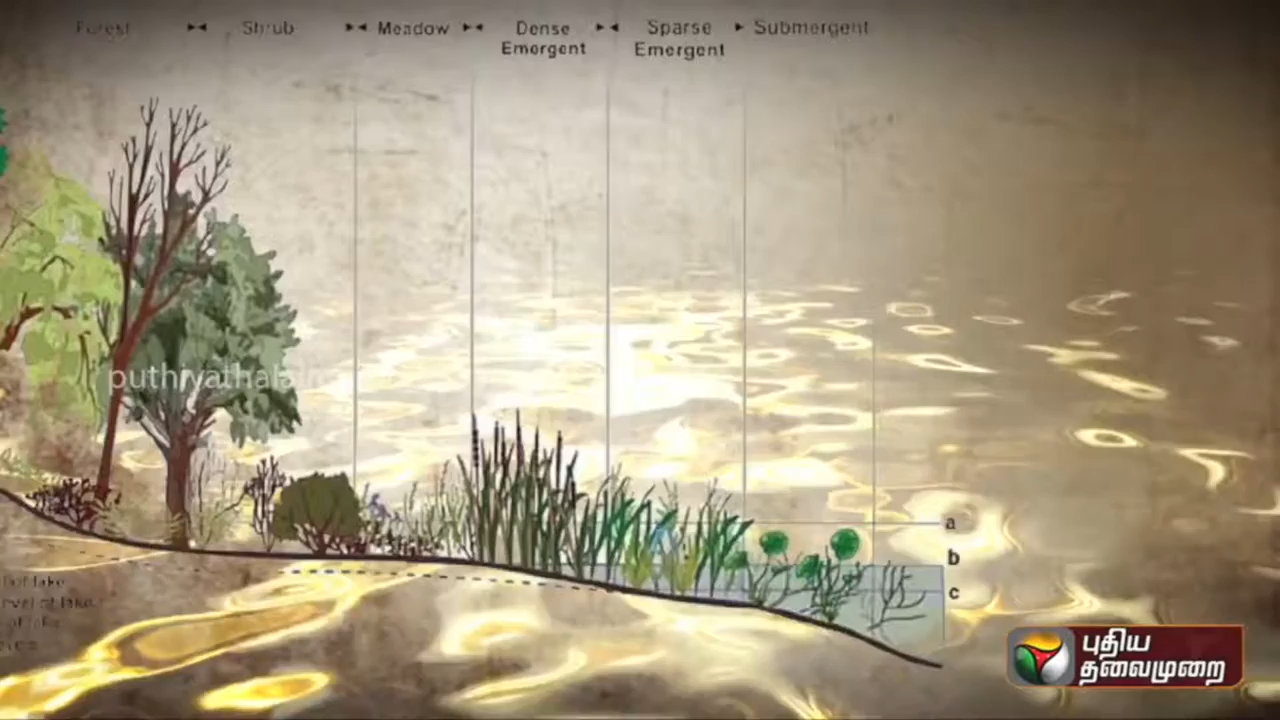 Forest
Shrub
Meadow
Dense
Emergent
Sparse
Emergent
Submergent
a
b
c
புதிய
தலைமுறை